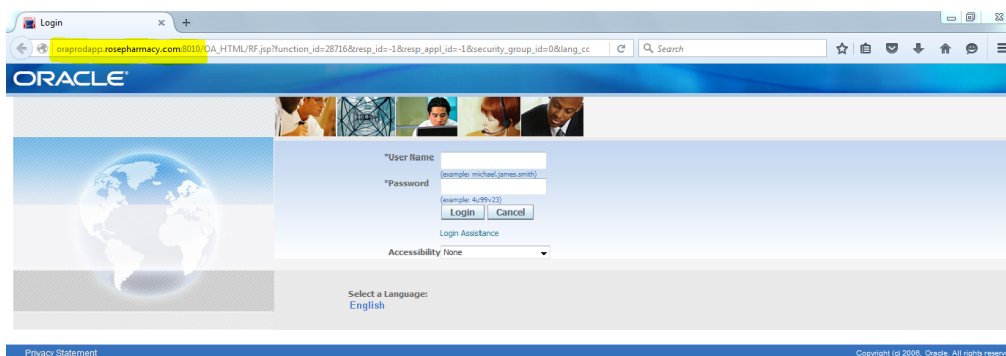 Login
oraprodapp.rosepharmacy.com:8010/OA_HTML/RF.jsp?function_id=28716&resp_id=-1&resp_appl_id=-1&security_group_id=0&lang_cc
Search
ORACLE
*User Name
(example: michael.james.smith)
*Password
(example: 4u99v23)
Login Cancel
Login Assistance
Accessibility None
Select a Language:
English
Privacy Statement
Copyright (c) 2006, Oracle. All rights reserve